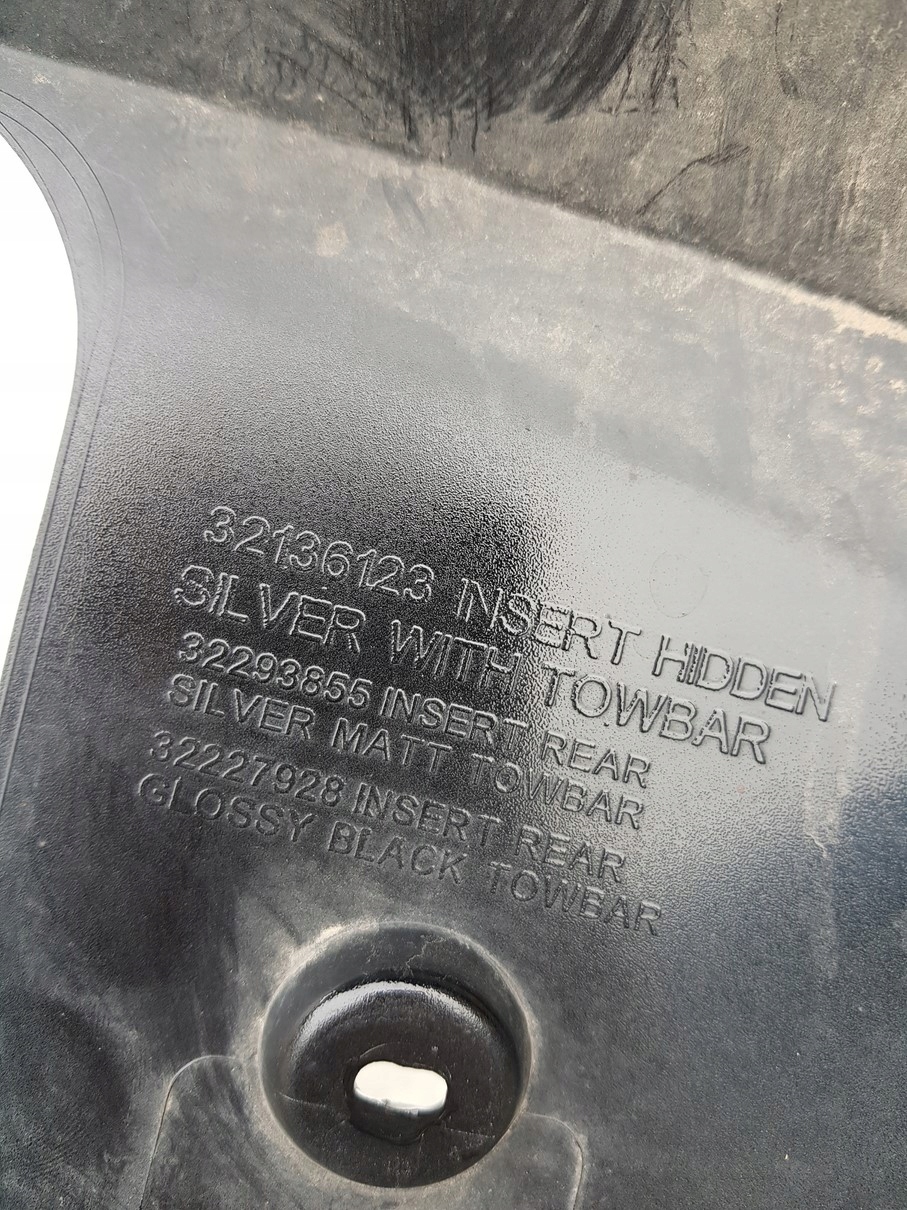 32136123 INSERT HIDDEN
SILVER WITH TOWBAR
32293855 INSERT REAR
SILVER MATT TOWBAR
32227928 INSERT REAR
GLOSSY BLACK TOWBAR